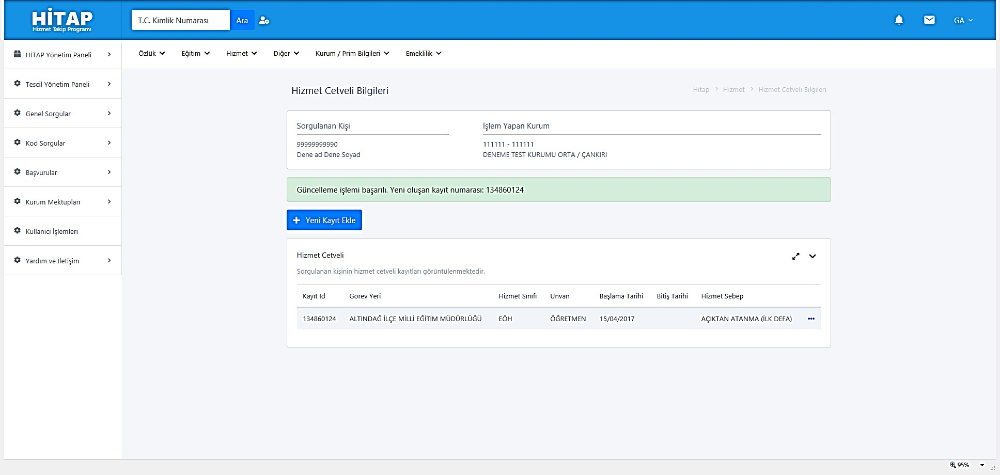 HİTAP
Hizmet Takip Programı
T.C. Kimlik Numarası Ara
GA
HİTAP Yönetim Paneli
Tescil Yönetim Paneli
Genel Sorgular
Kod Sorgular
Başvurular
Kurum Mektupları
Kullanıcı İşlemleri
Yardım ve İletişim
Özlük Eğitim Hizmet Diğer Kurum / Prim Bilgileri Emeklilik
Hizmet Cetveli Bilgileri
Hitap > Hizmet > Hizmet Cetveli Bilgileri
Sorgulanan Kişi
99999999990
Dene ad Dene Soyad
İşlem Yapan Kurum
111111 - 111111
DENEME TEST KURUMU ORTA / ÇANKIRI
Güncelleme işlemi başarılı. Yeni oluşan kayıt numarası: 134860124
+ Yeni Kayıt Ekle
Hizmet Cetveli
Sorgulanan kişinin hizmet cetveli kayıtları görüntülenmektedir.
Kayıt Id Görev Yeri Hizmet Sınıfı Unvan Başlama Tarihi Bitiş Tarihi Hizmet Sebep
134860124 ALTINDAĞ İLÇE MİLLİ EĞİTİM MÜDÜRLÜĞÜ EÖH ÖĞRETMEN 15/04/2017 AÇIKTAN ATANMA (İLK DEFA) •••
95%